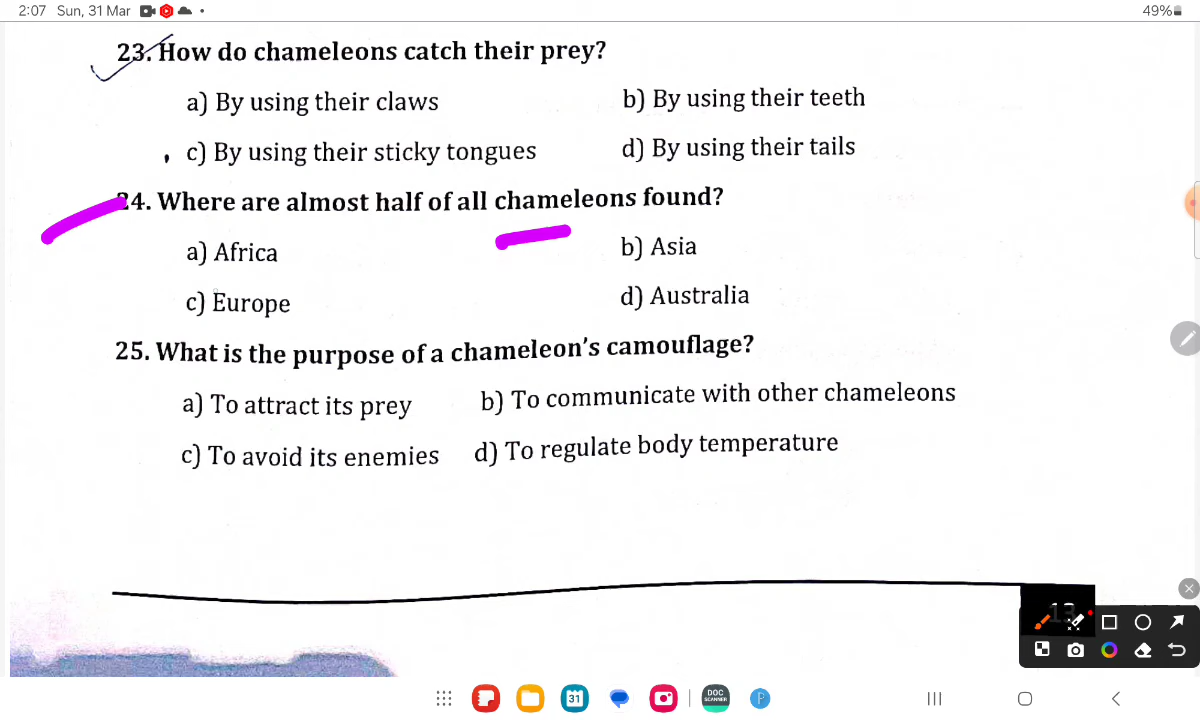 2:07 Sun, 31 Mar
49%
23. How do chameleons catch their prey?
a) By using their claws b) By using their teeth
c) By using their sticky tongues d) By using their tails
24. Where are almost half of all chameleons found?
a) Africa b) Asia
c) Europe d) Australia
25. What is the purpose of a chameleon's camouflage?
a) To attract its prey b) To communicate with other chameleons
c) To avoid its enemies d) To regulate body temperature
13
31
DOC
SCANNER
P